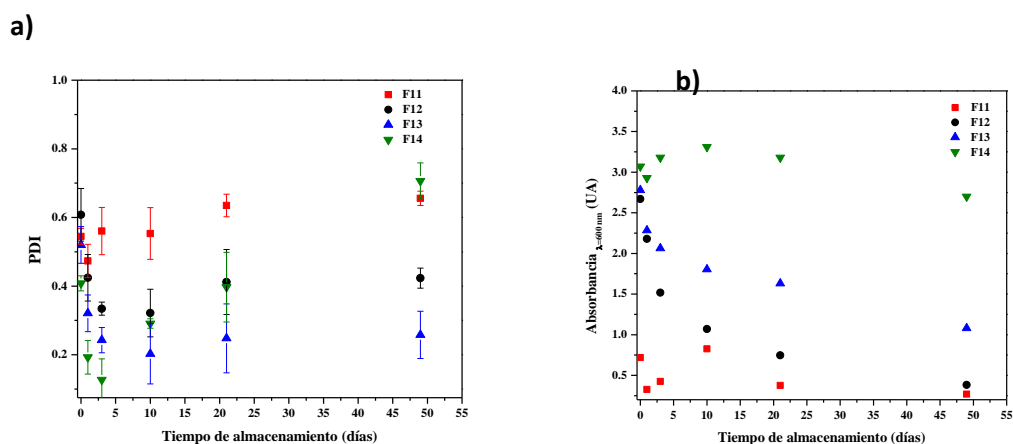 a)
1.0
0.8
0.6
0.4
0.2
PDI
0 5 10 15 20 25 30 35 40 45 50 55
Tiempo de almacenamiento (días)
F11
F12
F13
F14
b)
4.0
3.5
3.0
2.5
2.0
1.5
1.0
0.5
Absorbancia λ=600 nm (UA)
0 5 10 15 20 25 30 35 40 45 50 55
Tiempo de almacenamiento (días)
F11
F12
F13
F14